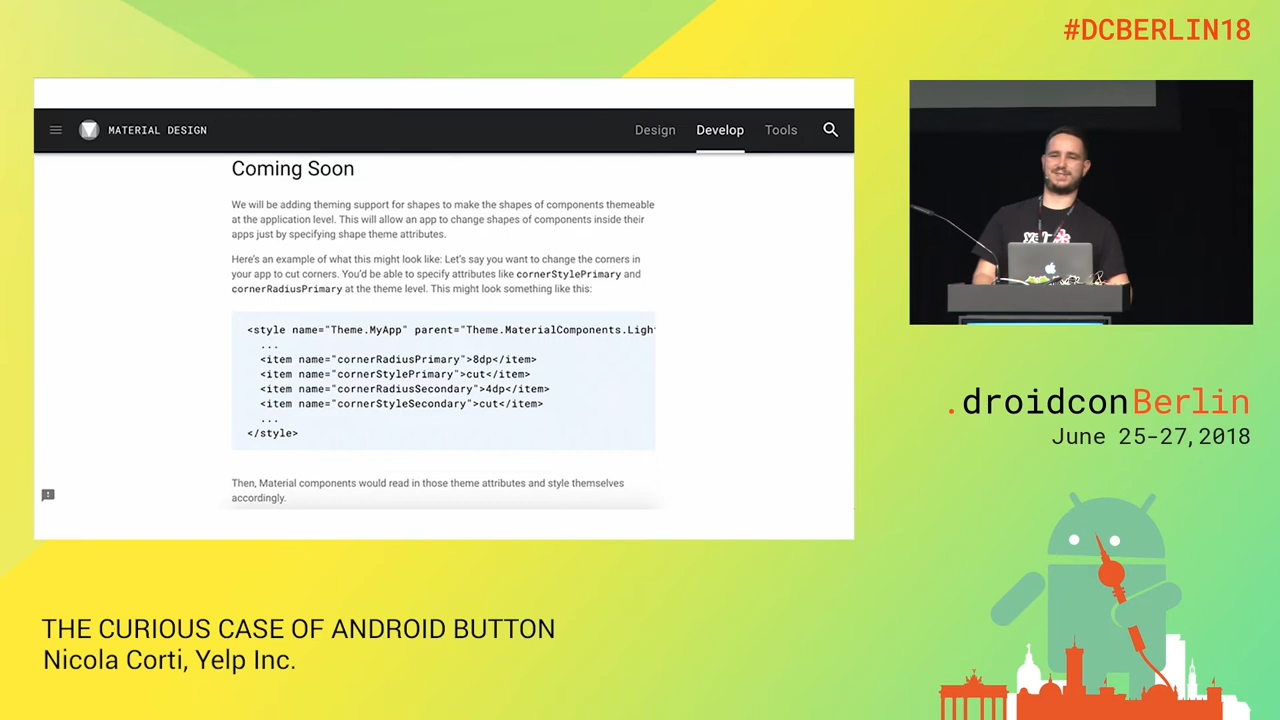 #DCBERLIN18
MATERIAL DESIGN
Design Develop Tools
Coming Soon
We will be adding theming support for shapes to make the shapes of components themeable
at the application level. This will allow an app to change shapes of components inside their
apps just by specifying shape theme attributes.
Here's an example of what this might look like: Let's say you want to change the corners in
your app to cut corners. You'd be able to specify attributes like cornerStylePrimary and
cornerRadiusPrimary at the theme level. This might look something like this:
<style name="Theme.MyApp" parent="Theme.MaterialComponents.Ligh
...
<item name="cornerRadiusPrimary">8dp</item>
<item name="cornerStylePrimary">cut</item>
<item name="cornerRadiusSecondary">4dp</item>
<item name="cornerStyleSecondary">cut</item>
...
</style>
Then, Material components would read in those theme attributes and style themselves
accordingly.
.droidconBerlin
June 25-27, 2018
THE CURIOUS CASE OF ANDROID BUTTON
Nicola Corti, Yelp Inc.